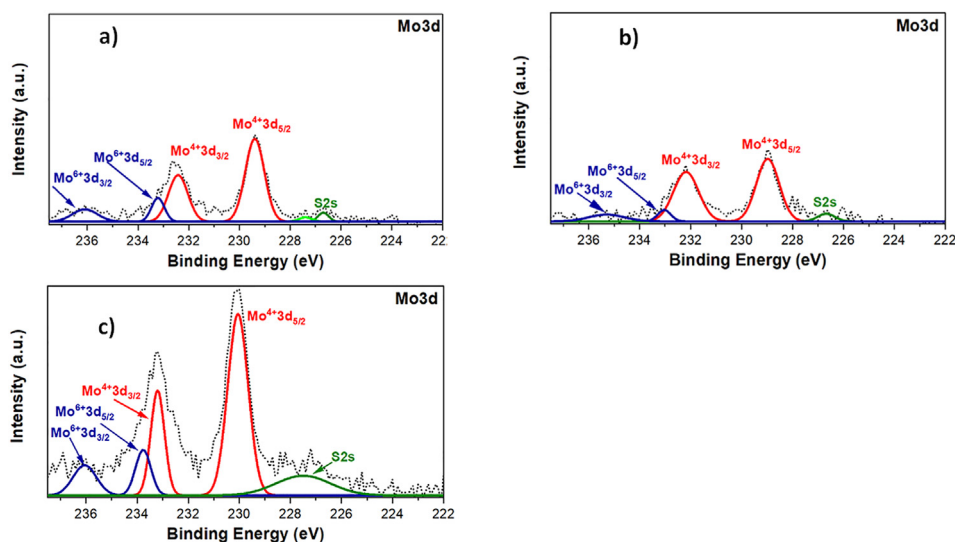 a)
Mo3d
Mo⁴⁺3d₅/₂
Mo⁶⁺3d₅/₂
Mo⁴⁺3d₃/₂
Mo⁶⁺3d₃/₂
S2s
Intensity (a.u.)
236 234 232 230 228 226 224 22
Binding Energy (eV)
b)
Mo3d
Mo⁴⁺3d₃/₂
Mo⁴⁺3d₅/₂
Mo⁶⁺3d₅/₂
Mo⁶⁺3d₃/₂
S2s
Intensity (a.u.)
236 234 232 230 228 226 224 222
Binding Energy (eV)
c)
Mo3d
Mo⁴⁺3d₅/₂
Mo⁴⁺3d₃/₂
Mo⁶⁺3d₅/₂
Mo⁶⁺3d₃/₂
S2s
Intensity (a.u.)
236 234 232 230 228 226 224 222
Binding Energy (eV)